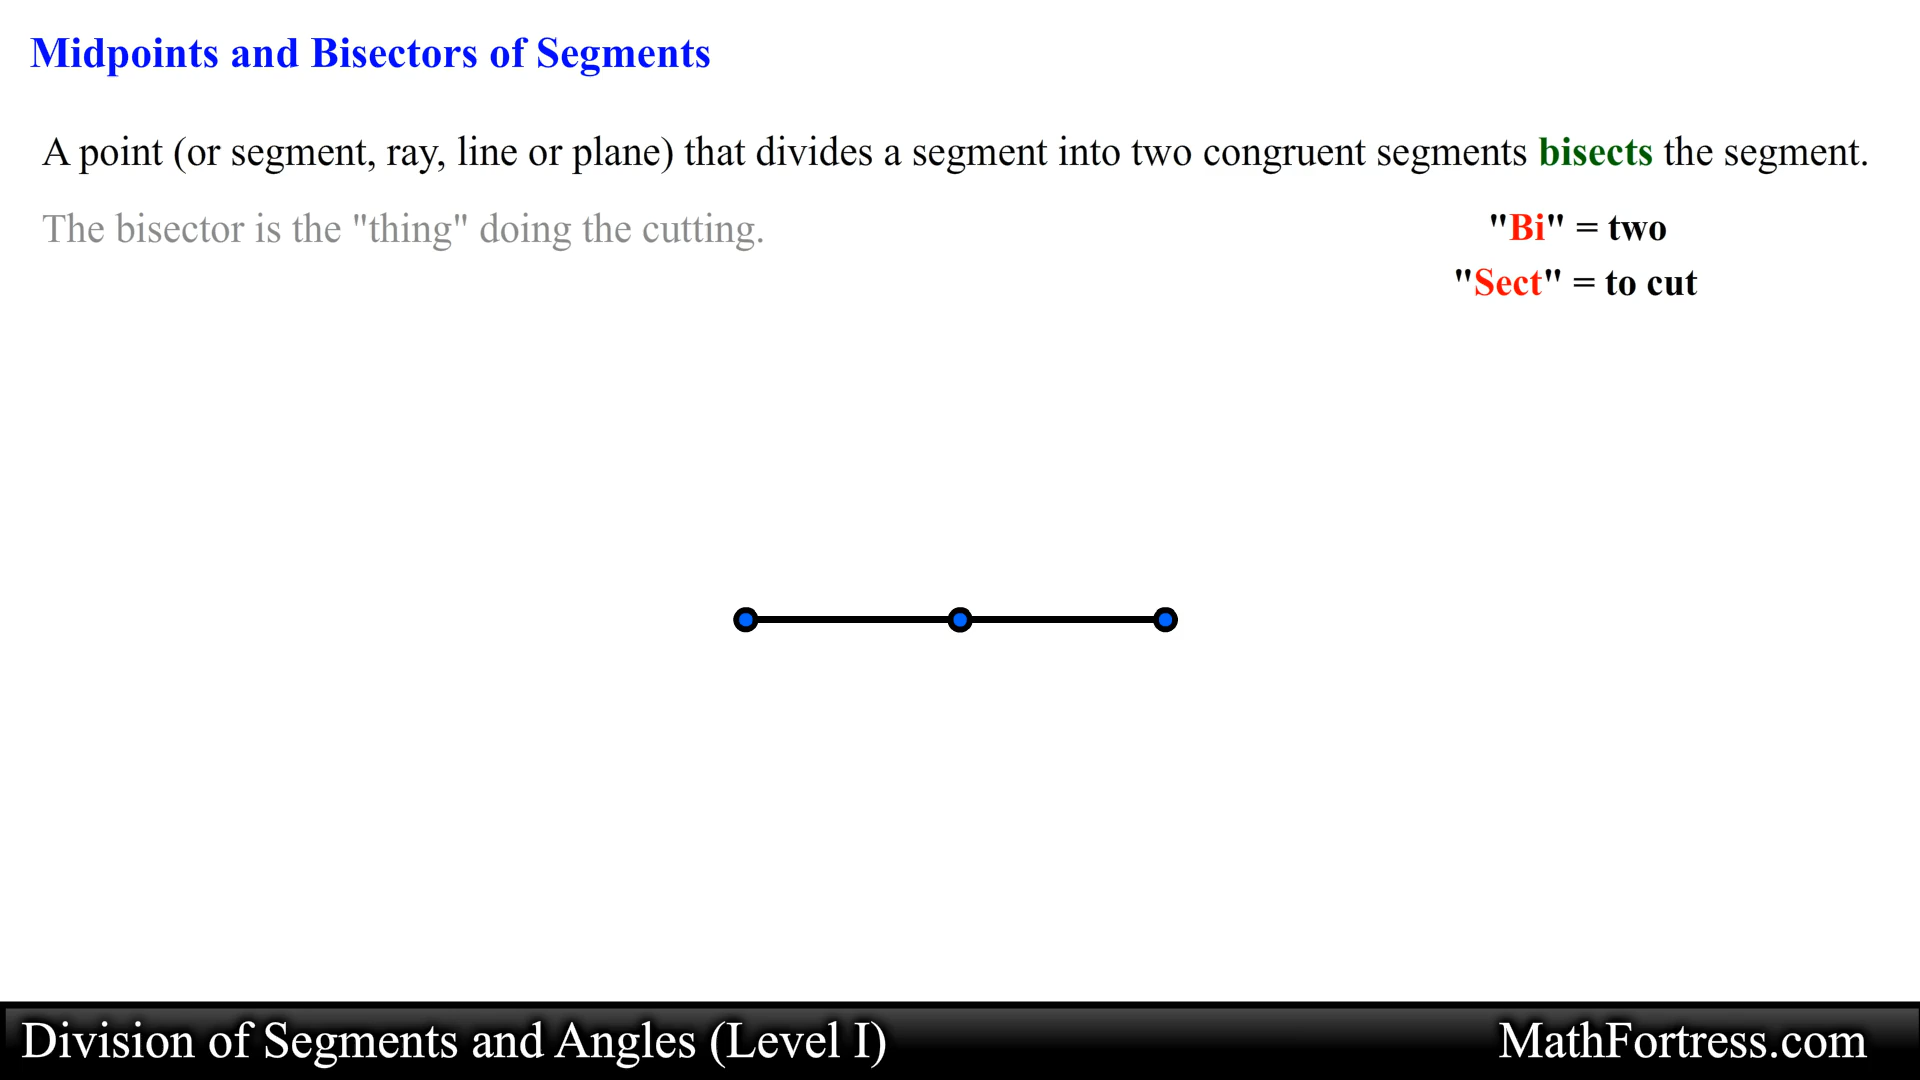 Midpoints and Bisectors of Segments
A point (or segment, ray, line or plane) that divides a segment into two congruent segments bisects the segment.
The bisector is the "thing" doing the cutting.
"Bi" = two
"Sect" = to cut
Division of Segments and Angles (Level I)
MathFortress.com